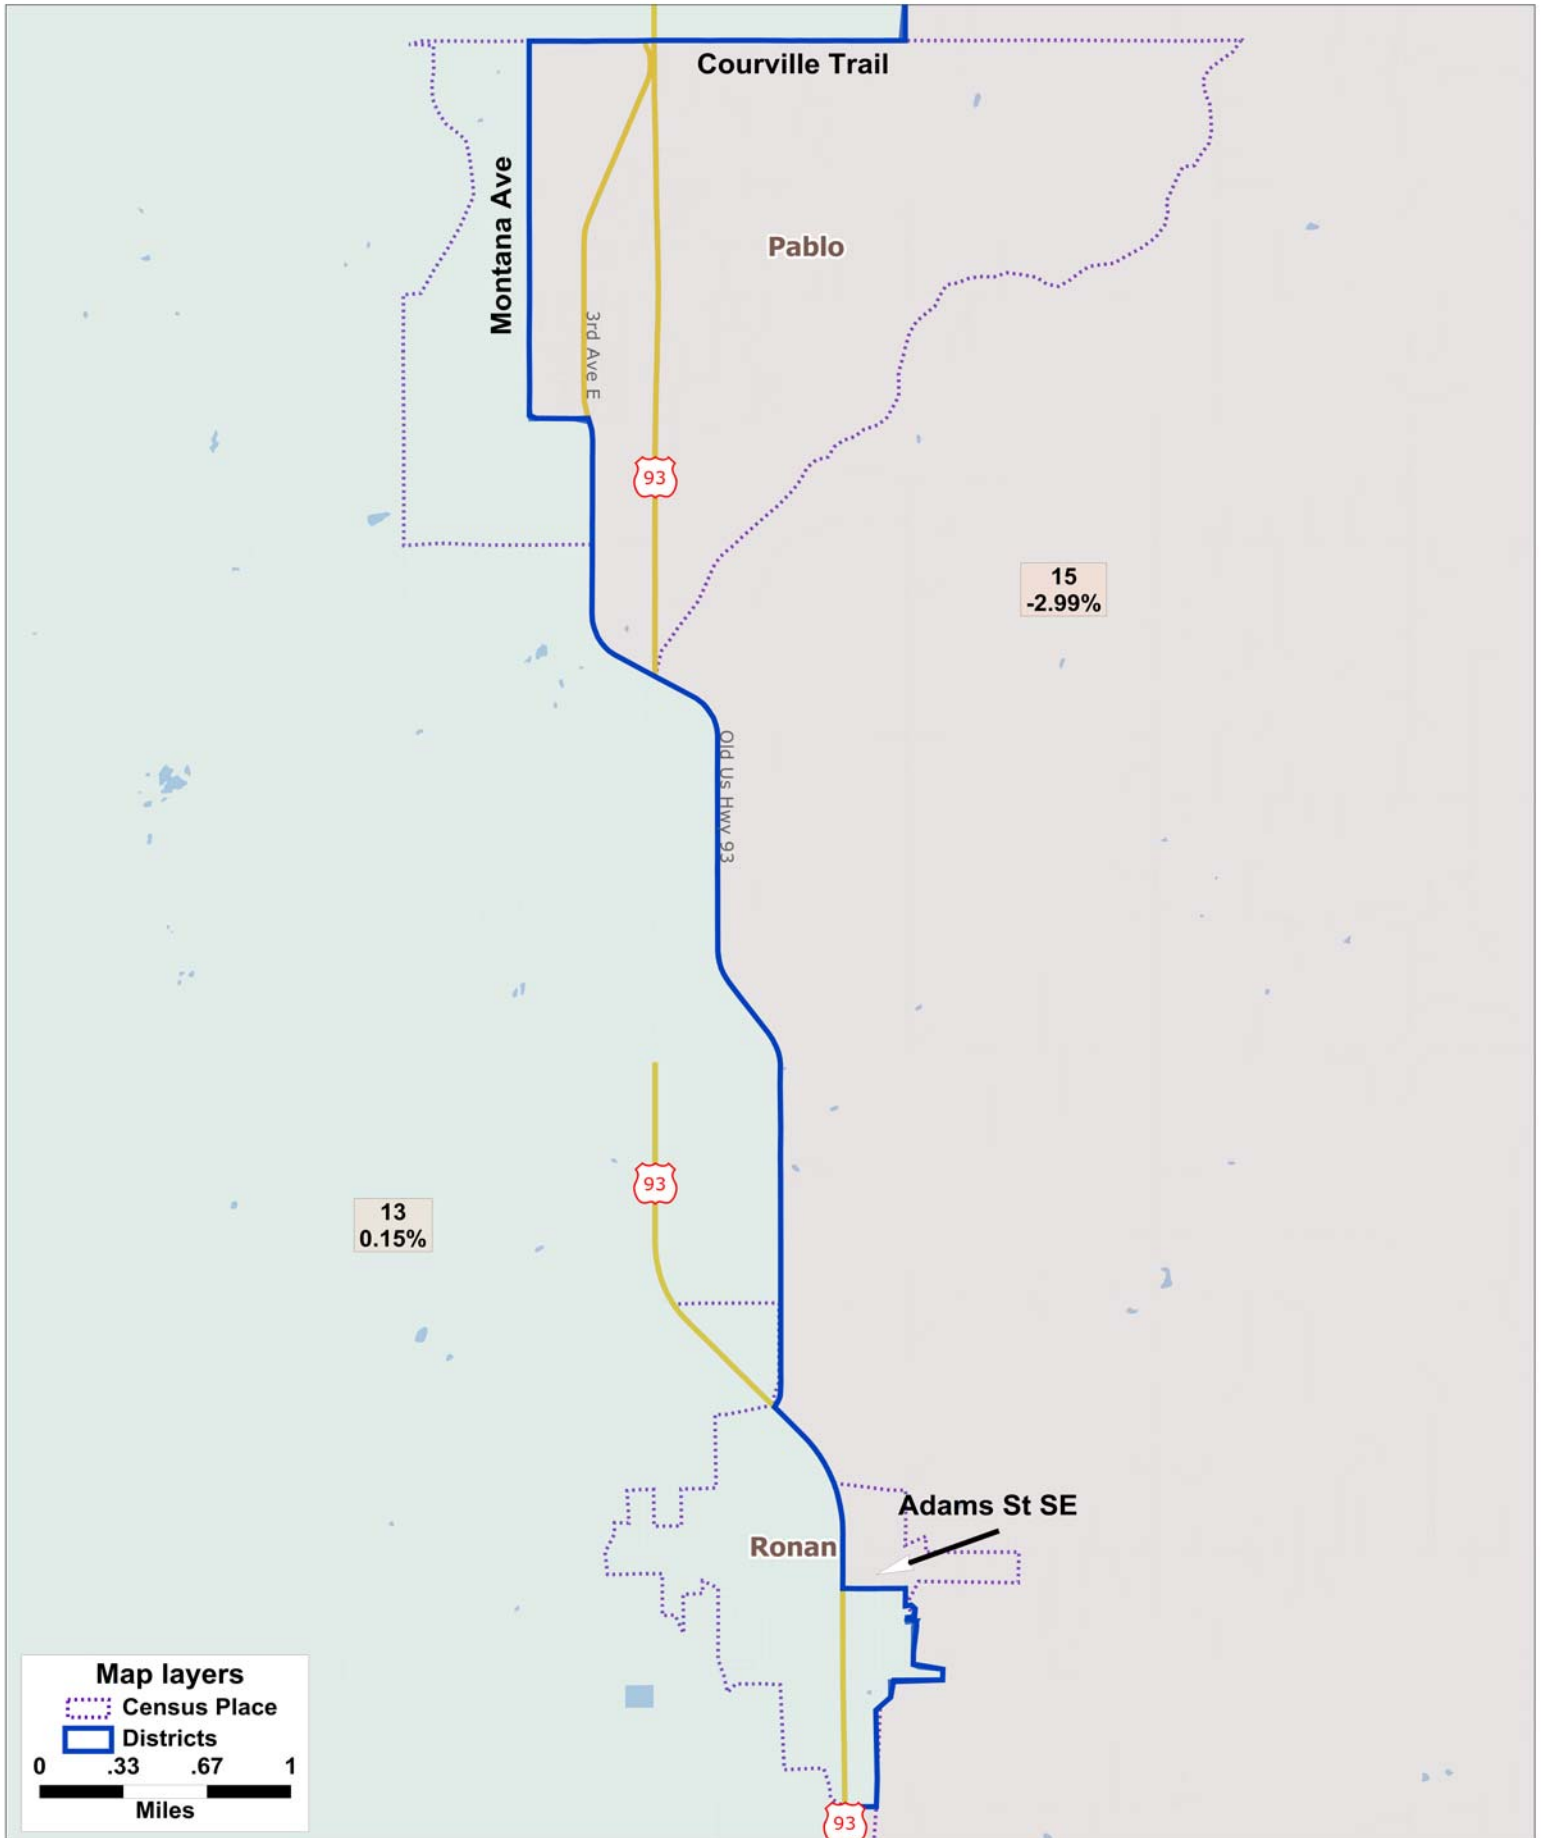 Courville Trail
Montana Ave
Pablo
3rd Ave E
93
15
-2.99%
Old Us Hwy 93
93
13
0.15%
Adams St SE
Ronan
Map layers
Census Place
Districts
0 .33 .67 1
Miles
93